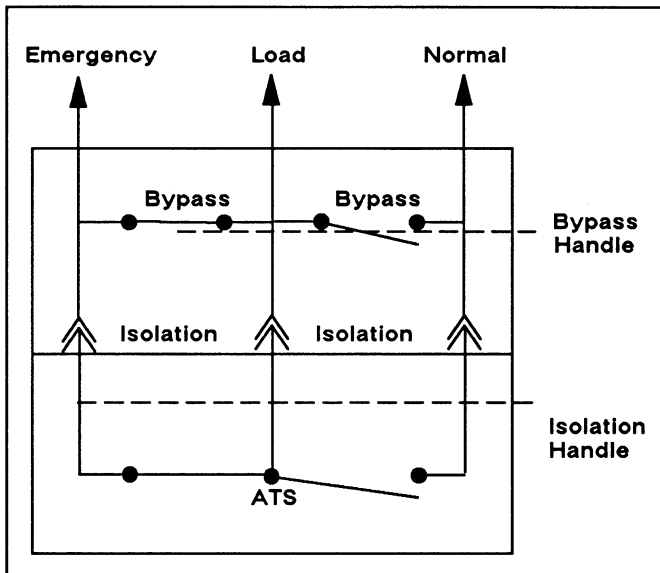 Emergency Load Normal
Bypass Bypass
Bypass
Handle
Isolation Isolation
Isolation
Handle
ATS